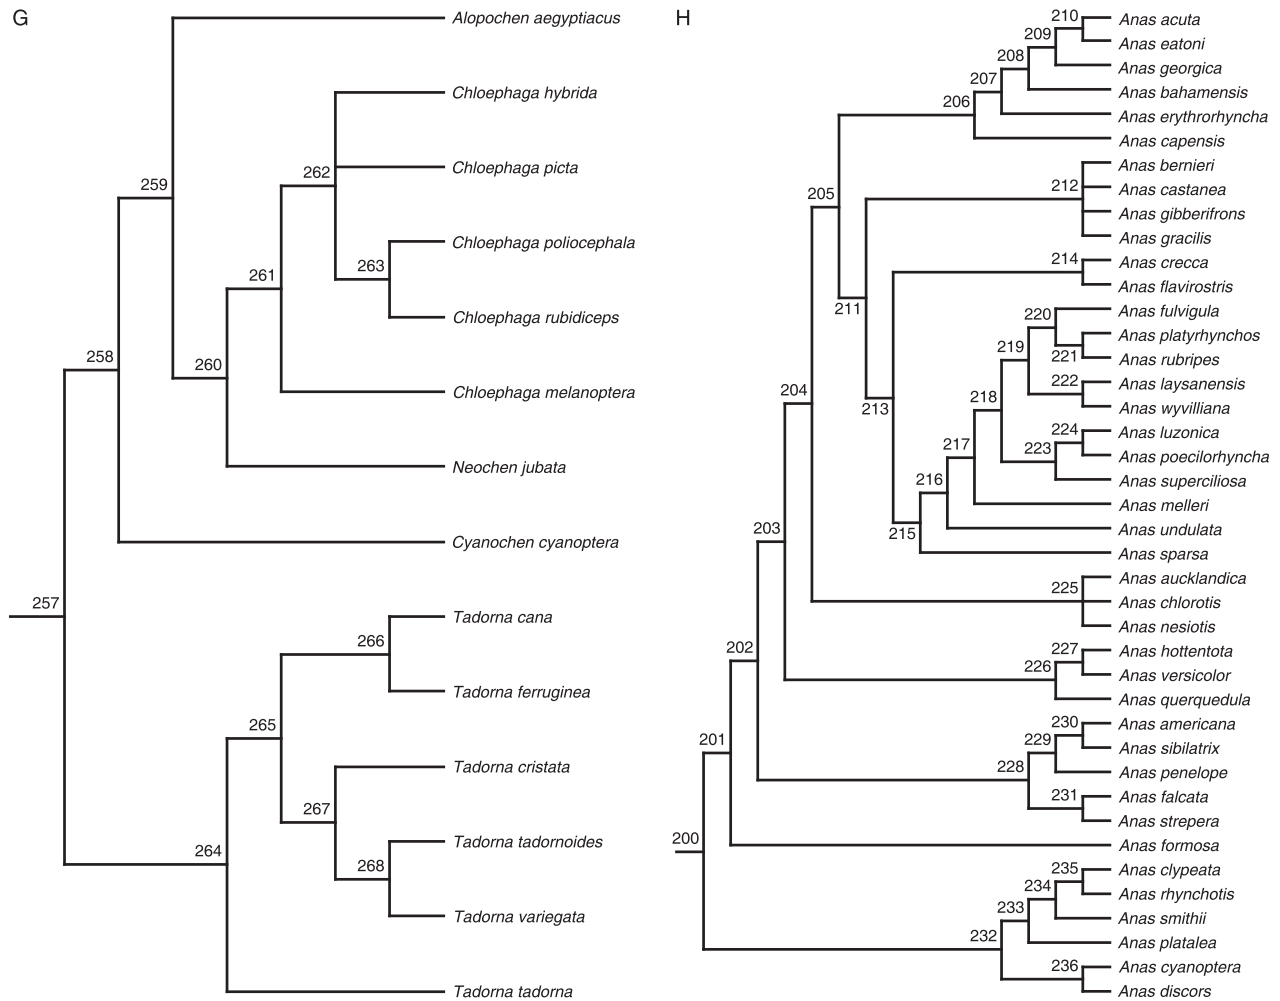 G
Alopochen aegyptiacus
Chloephaga hybrida
262
Chloephaga picta
259
Chloephaga poliocephala
263
261
Chloephaga rubidiceps
258
260
Chloephaga melanoptera
Neochen jubata
Cyanochen cyanoptera
257
Tadorna cana
266
Tadorna ferruginea
265
Tadorna cristata
267
Tadorna tadornoides
264
268
Tadorna variegata
Tadorna tadorna
H
210
Anas acuta
209
Anas eatoni
208
Anas georgica
207
Anas bahamensis
206
Anas erythrorhyncha
Anas capensis
Anas bernieri
212
Anas castanea
205
Anas gibberifrons
Anas gracilis
214
Anas crecca
Anas flavirostris
211
220
Anas fulvigula
Anas platyrhynchos
219
221
Anas rubripes
222
Anas laysanensis
204
218
213
Anas wyvilliana
224
Anas luzonica
217
223
Anas poecilorhyncha
216
Anas superciliosa
Anas melleri
203
215
Anas undulata
Anas sparsa
Anas aucklandica
225
Anas chlorotis
Anas nesiotis
202
227
Anas hottentota
226
Anas versicolor
Anas querquedula
230
Anas americana
201
229
Anas sibilatrix
228
Anas penelope
231
Anas falcata
Anas strepera
200
Anas formosa
235
Anas clypeata
234
Anas rhynchotis
233
Anas smithii
232
Anas platalea
236
Anas cyanoptera
Anas discors